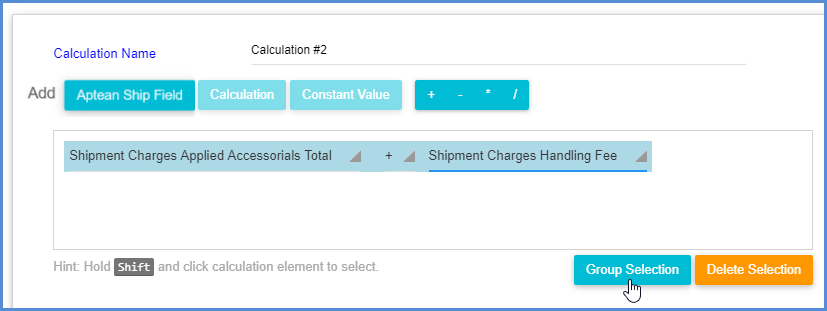 Calculation Name Calculation #2
Add Aptean Ship Field Calculation Constant Value + - * /
Shipment Charges Applied Accessorials Total + Shipment Charges Handling Fee
Hint: Hold Shift and click calculation element to select.
Group Selection Delete Selection